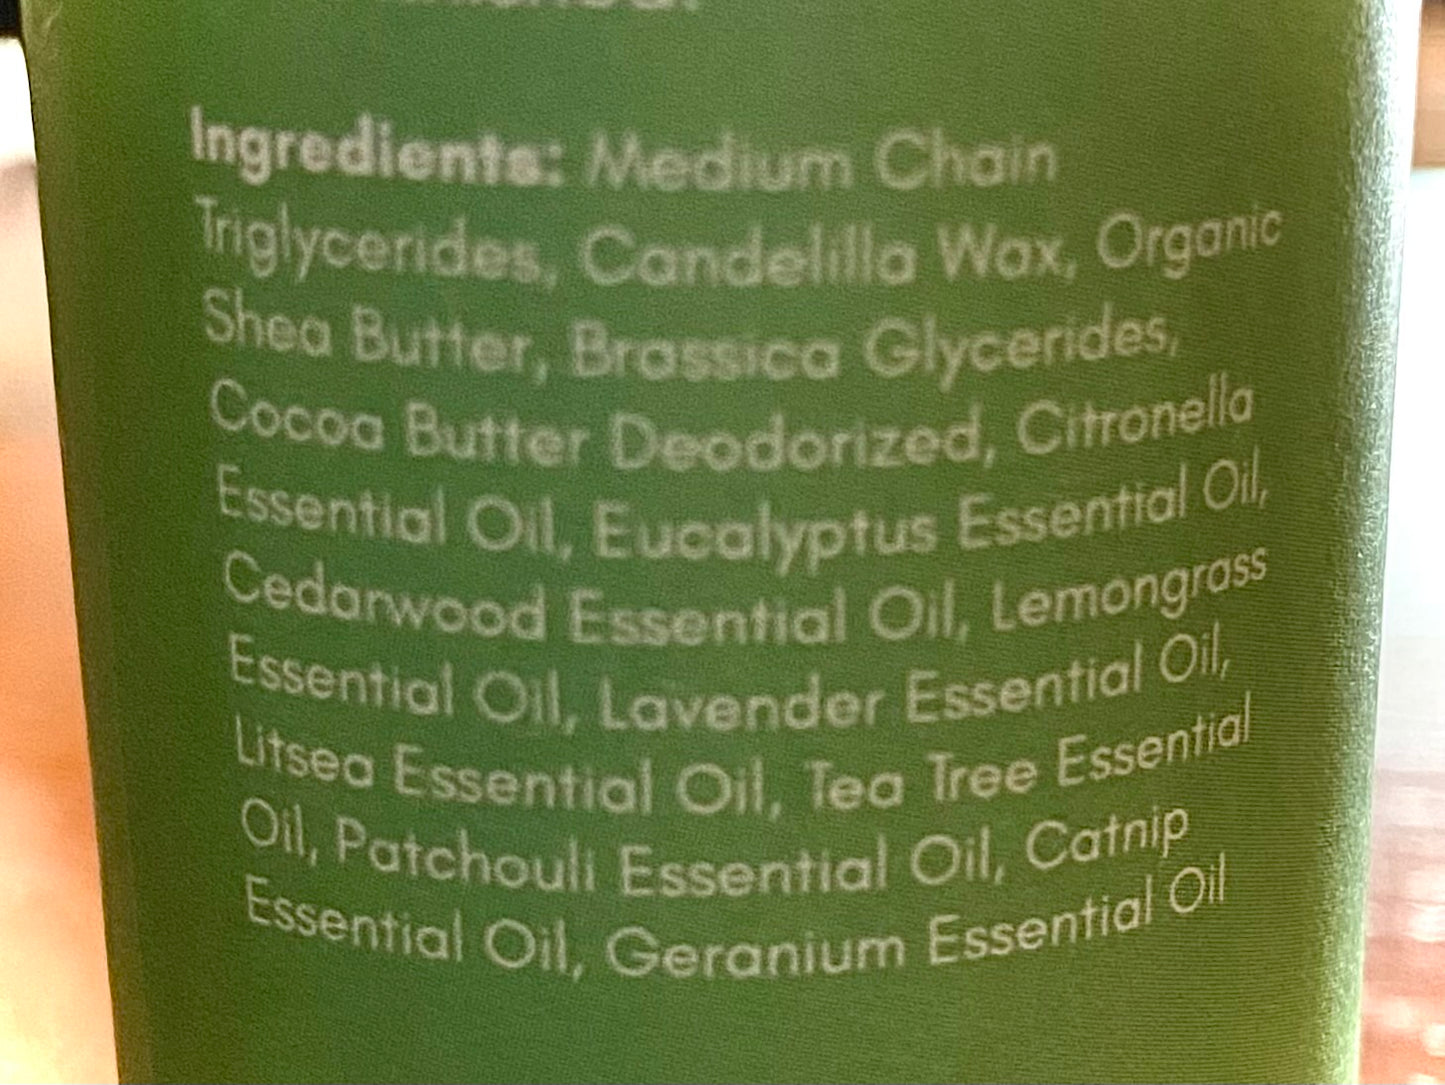 Ingredients: Medium Chain
Triglycerides, Candelilla Wax, Organic
Shea Butter, Brassica Glycerides,
Cocoa Butter Deodorized, Citronella
Essential Oil, Eucalyptus Essential Oil,
Cedarwood Essential Oil, Lemongrass
Essential Oil, Lavender Essential Oil,
Litsea Essential Oil, Tea Tree Essential
Oil, Patchouli Essential Oil, Catnip
Essential Oil, Geranium Essential Oil